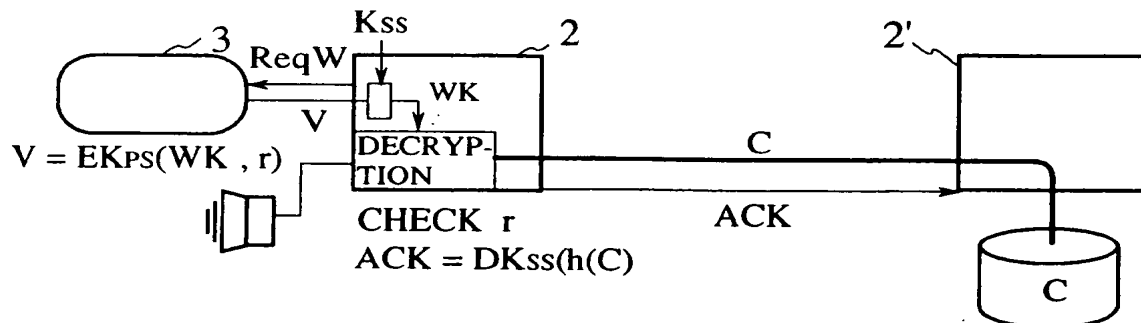 Kss
3
2
2'
ReqW
WK
V
V = EKPS(WK , r)
DECRYP-
TION
C
ACK
CHECK r
ACK = DKss(h(C)
C